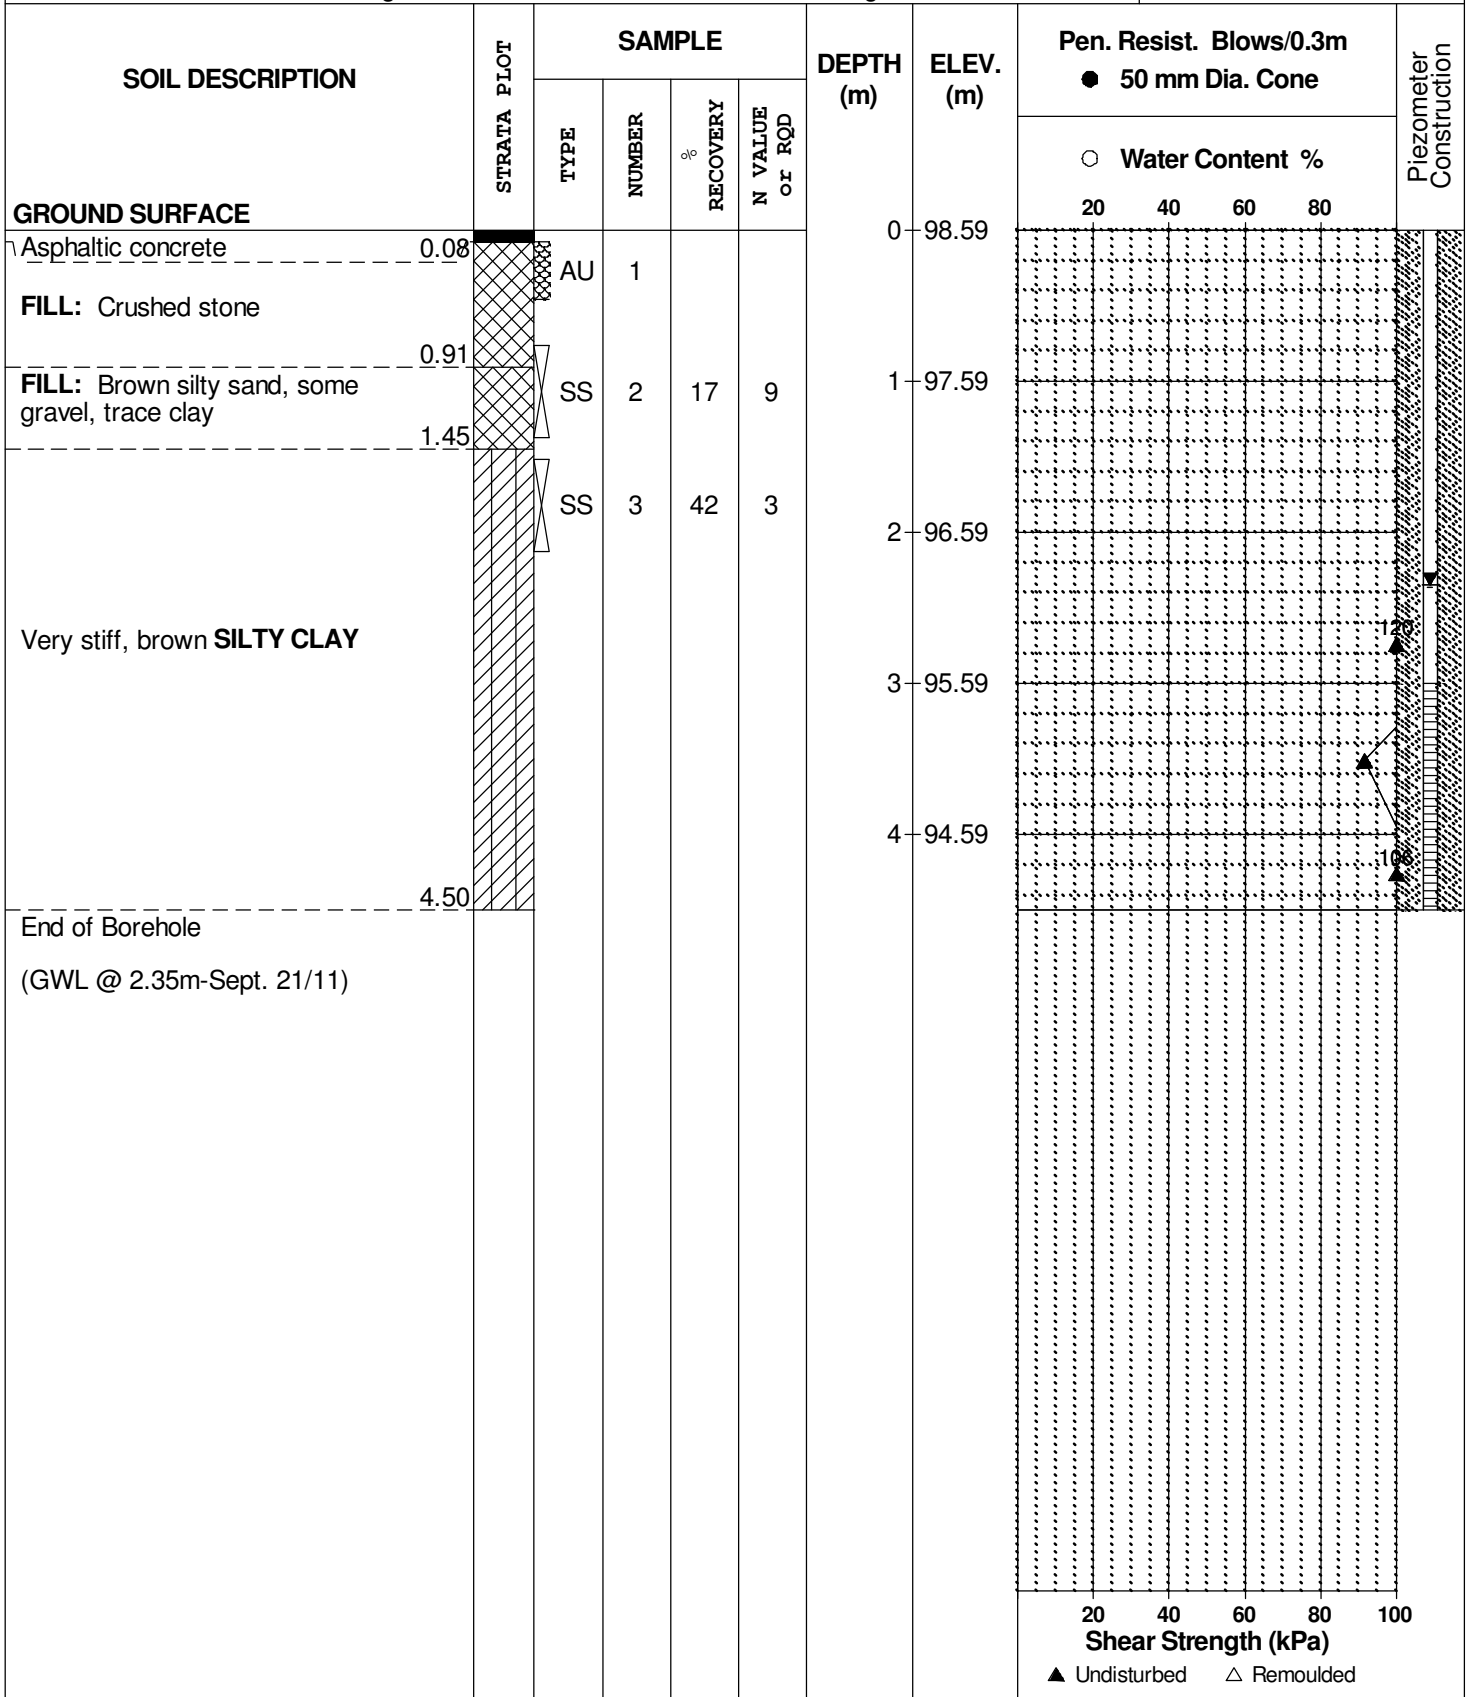 SOIL DESCRIPTION
GROUND SURFACE
STRATA PLOT
SAMPLE
TYPE
NUMBER
%
RECOVERY
N VALUE
or RQD
DEPTH
(m)
ELEV.
(m)
Pen. Resist. Blows/0.3m
● 50 mm Dia. Cone
○ Water Content %
20 40 60 80
Piezometer
Construction
0 98.59
Asphaltic concrete 0.08
AU 1
FILL: Crushed stone
0.91
FILL: Brown silty sand, some
gravel, trace clay
1.45
SS 2 17 9
1 97.59
SS 3 42 3
2 96.59
Very stiff, brown SILTY CLAY
120
3 95.59
4 94.59
106
4.50
End of Borehole
(GWL @ 2.35m-Sept. 21/11)
20 40 60 80 100
Shear Strength (kPa)
▲ Undisturbed △ Remoulded